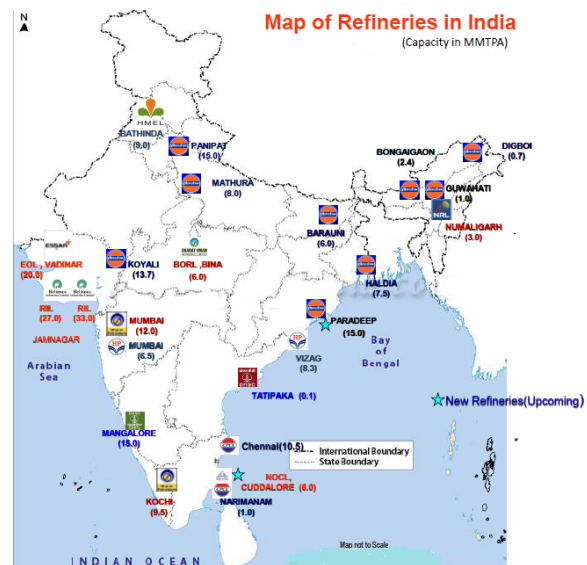 Map of Refineries in India
(Capacity in MMTPA)
N
HMEL
BATHINDA
(9.0)
PANIPAT
(15.0)
MATHURA
(8.0)
BONGAIGAON
(2.4)
DIGBOI
(0.7)
GUWAHATI
(1.0)
NRL
NUMALIGARH
(3.0)
BARAUNI
(6.0)
ESSAR
EOL , VADINAR
(20.0)
KOYALI
(13.7)
BORL ,BINA
(6.0)
HALDIA
(7.5)
Reliance
Reliance
RIL
(27.0)
RIL
(33.0)
JAMNAGAR
MUMBAI
(12.0)
HP
MUMBAI
(6.5)
PARADEEP
(15.0)
HP
VIZAG
(8.3)
Bay
of
Bengal
Arabian
Sea
ONGC
TATIPAKA (0.1)
New Refineries(Upcoming)
MANGALORE
(15.0)
CPCL
Chennai(10.5)
International Boundary
State Boundary
KOCHI
(9.5)
NOCL,
CUDDALORE (6.0)
CPCL
NARIMANAM
(1.0)
Map not to Scale
INDIAN OCEAN